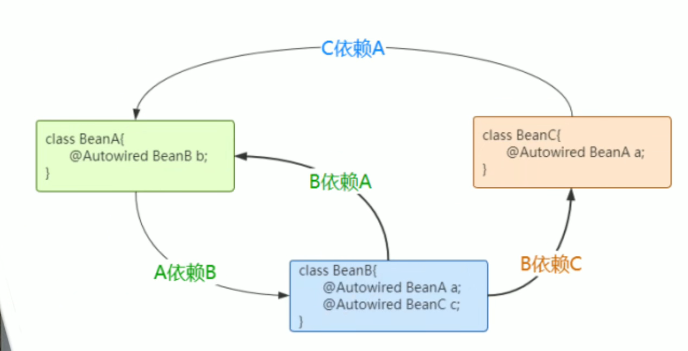 C依赖A
class BeanA{
@Autowired BeanB b;
}
class BeanC{
@Autowired BeanA a;
}
B依赖A
A依赖B
B依赖C
class BeanB{
@Autowired BeanA a;
@Autowired BeanC c;
}